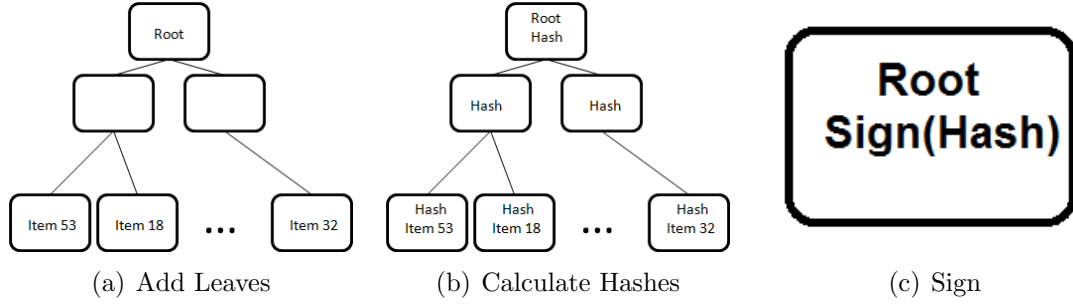 Root
Item 53
Item 18
...
Item 32
(a) Add Leaves
Root
Hash
Hash
Hash
Hash
Item 53
Hash
Item 18
...
Hash
Item 32
(b) Calculate Hashes
Root
Sign(Hash)
(c) Sign